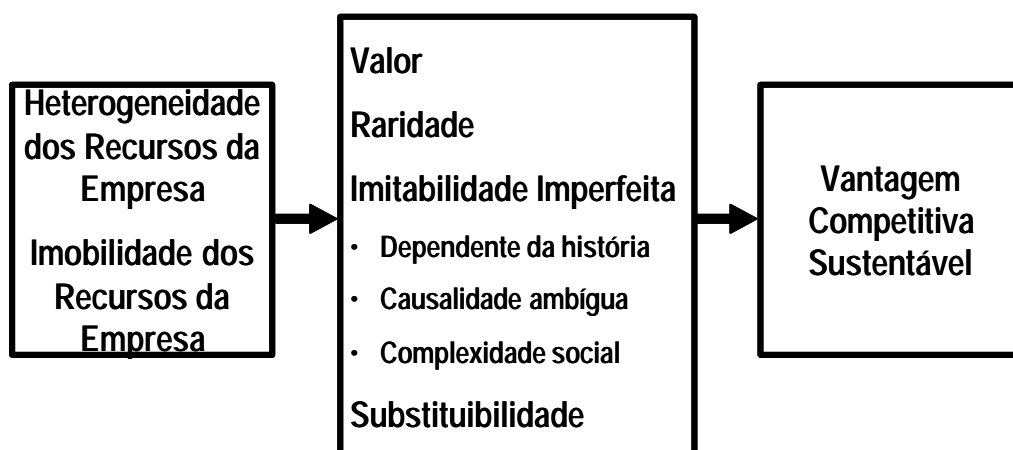 Heterogeneidade
dos Recursos da
Empresa
Imobilidade dos
Recursos da
Empresa
Valor
Raridade
Imitabilidade Imperfeita
• Dependente da história
• Causalidade ambígua
• Complexidade social
Substituibilidade
Vantagem
Competitiva
Sustentável